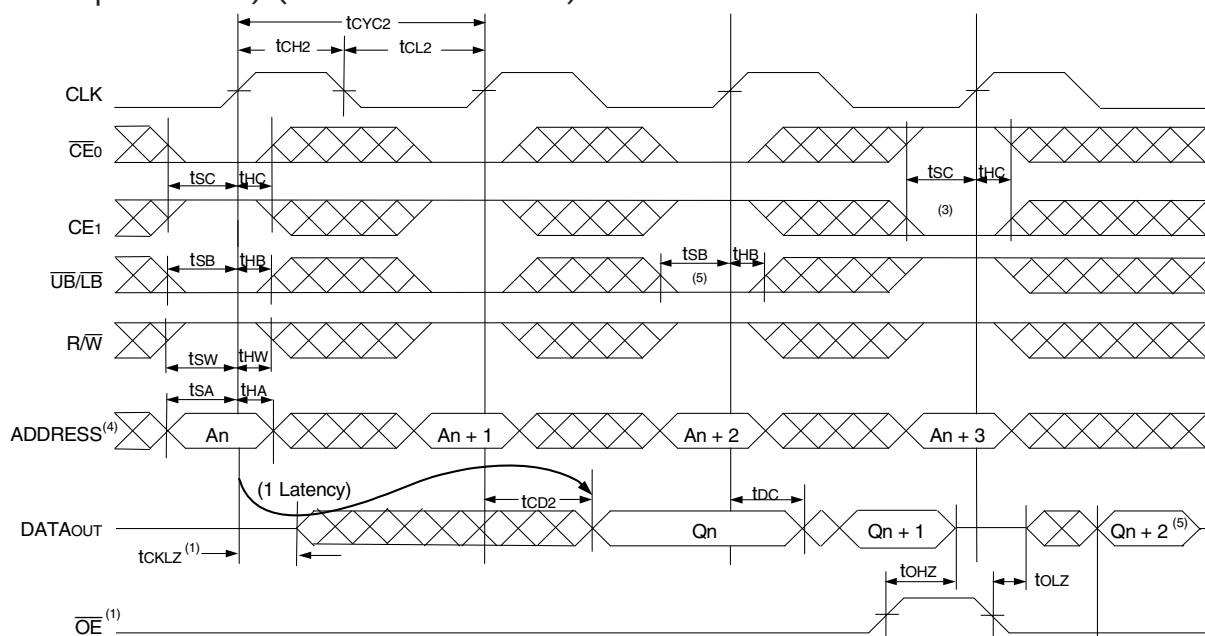 tCYC2
tCH2 tCL2
CLK
CE0
tSC tHC tSC tHC
(3)
CE1
tSB tHB tSB tHB
(5)
UB/LB
R/W
tSW tHW
tSA tHA
ADDRESS(4) An An + 1 An + 2 An + 3
(1 Latency)
tCD2 tDC
DATAOUT Qn Qn + 1 Qn + 2(5)
tCKLZ(1)
tOHZ tOLZ
OE(1)